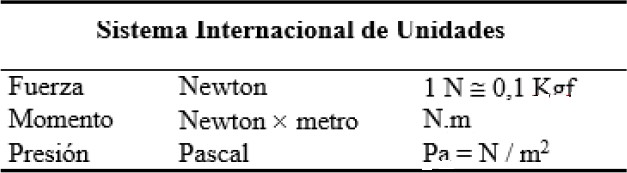 Sistema Internacional de Unidades
Fuerza Newton 1 N ≅ 0,1 Kgf
Momento Newton × metro N.m
Presión Pascal Pa = N / m²